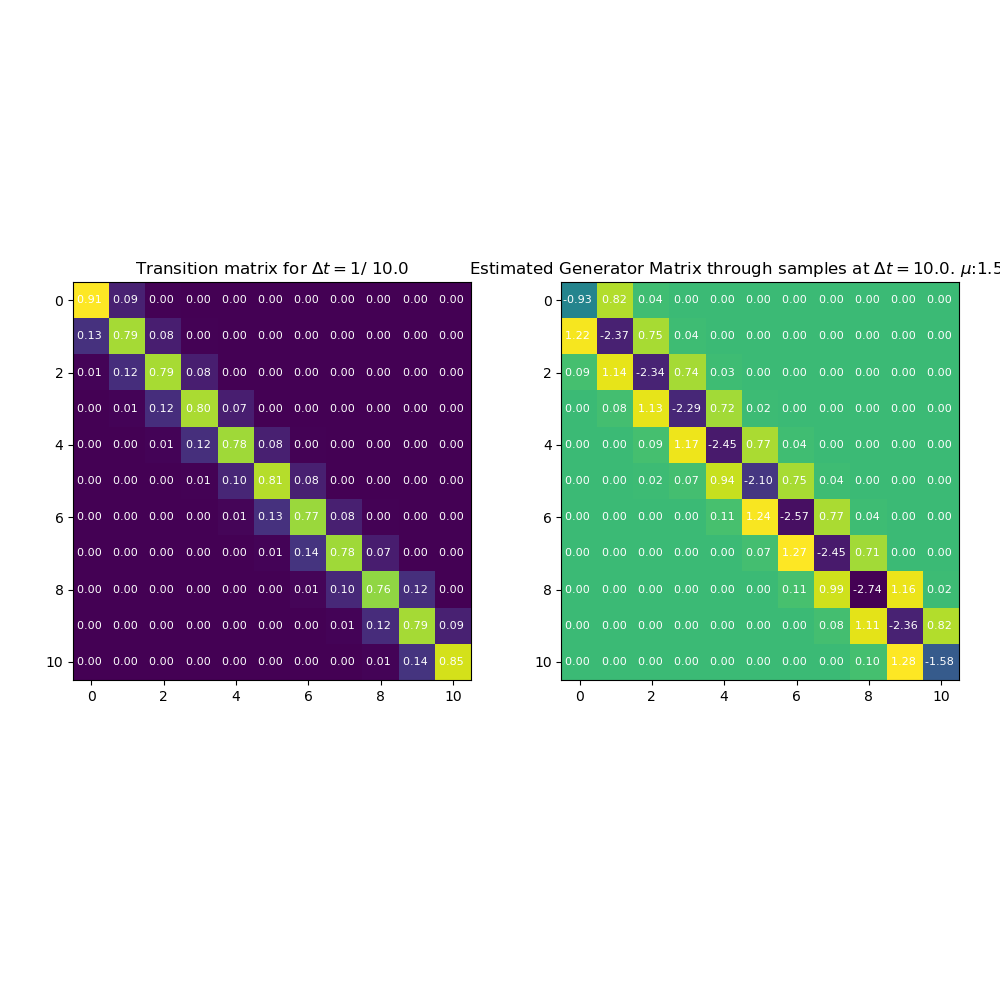 Transition matrix for Δt = 1/ 10.0
0 0.91 0.09 0.00 0.00 0.00 0.00 0.00 0.00 0.00 0.00 0.00
0.13 0.79 0.08 0.00 0.00 0.00 0.00 0.00 0.00 0.00 0.00
2 0.01 0.12 0.79 0.08 0.00 0.00 0.00 0.00 0.00 0.00 0.00
0.00 0.01 0.12 0.80 0.07 0.00 0.00 0.00 0.00 0.00 0.00
4 0.00 0.00 0.01 0.12 0.78 0.08 0.00 0.00 0.00 0.00 0.00
0.00 0.00 0.00 0.01 0.10 0.81 0.08 0.00 0.00 0.00 0.00
6 0.00 0.00 0.00 0.00 0.01 0.13 0.77 0.08 0.00 0.00 0.00
0.00 0.00 0.00 0.00 0.00 0.01 0.14 0.78 0.07 0.00 0.00
8 0.00 0.00 0.00 0.00 0.00 0.00 0.01 0.10 0.76 0.12 0.00
0.00 0.00 0.00 0.00 0.00 0.00 0.00 0.01 0.12 0.79 0.09
10 0.00 0.00 0.00 0.00 0.00 0.00 0.00 0.00 0.01 0.14 0.85
0 2 4 6 8 10
Estimated Generator Matrix through samples at Δt = 10.0. μ:1.5
0 -0.93 0.82 0.04 0.00 0.00 0.00 0.00 0.00 0.00 0.00 0.00
1.22 -2.37 0.75 0.04 0.00 0.00 0.00 0.00 0.00 0.00 0.00
2 0.09 1.14 -2.34 0.74 0.03 0.00 0.00 0.00 0.00 0.00 0.00
0.00 0.08 1.13 -2.29 0.72 0.02 0.00 0.00 0.00 0.00 0.00
4 0.00 0.00 0.09 1.17 -2.45 0.77 0.04 0.00 0.00 0.00 0.00
0.00 0.00 0.02 0.07 0.94 -2.10 0.75 0.04 0.00 0.00 0.00
6 0.00 0.00 0.00 0.00 0.11 1.24 -2.57 0.77 0.04 0.00 0.00
0.00 0.00 0.00 0.00 0.00 0.07 1.27 -2.45 0.71 0.00 0.00
8 0.00 0.00 0.00 0.00 0.00 0.00 0.11 0.99 -2.74 1.16 0.02
0.00 0.00 0.00 0.00 0.00 0.00 0.00 0.08 1.11 -2.36 0.82
10 0.00 0.00 0.00 0.00 0.00 0.00 0.00 0.00 0.10 1.28 -1.58
0 2 4 6 8 10